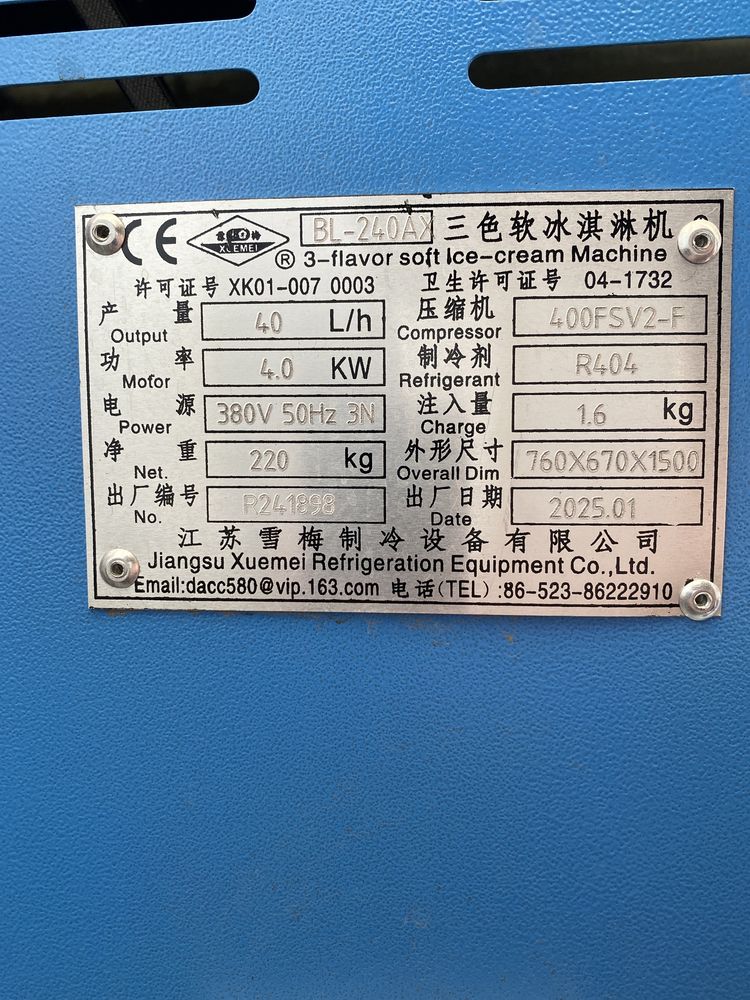 CE XUEMEI ® BL-240AX 三色软冰淇淋机
3-flavor soft Ice-cream Machine
许可证号 XK01-007 0003 卫生许可证号 04-1732
产量 Output 40 L/h 压缩机 Compressor 400FSV2-F
功率 Mofor 4.0 KW 制冷剂 Refrigerant R404
电源 Power 380V 50Hz 3N 注入量 Charge 1.6 kg
净重 Net. 220 kg 外形尺寸 Overall Dim 760X670X1500
出厂编号 No. R241898 出厂日期 Date 2025.01
江苏雪梅制冷设备有限公司
Jiangsu Xuemei Refrigeration Equipment Co.,Ltd.
Email:dacc580@vip.163.com 电话(TEL):86-523-86222910